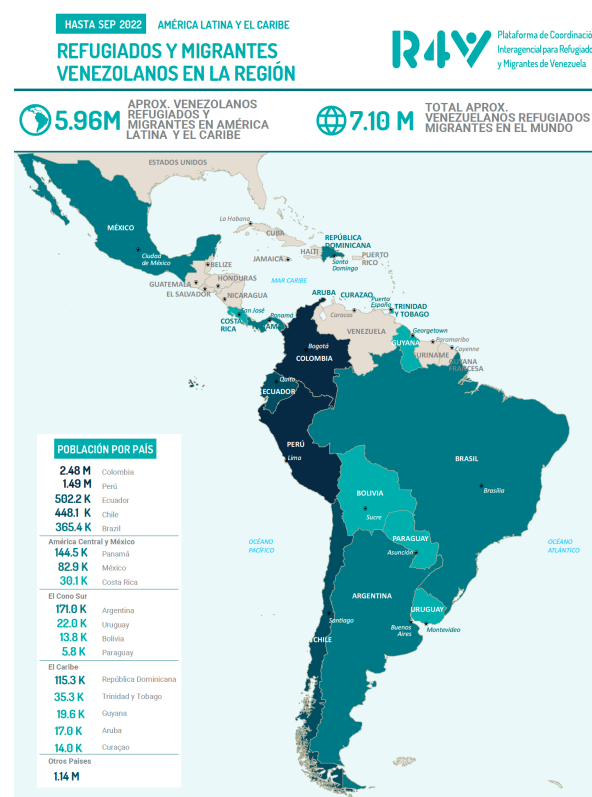 HASTA SEP 2022
AMÉRICA LATINA Y EL CARIBE
REFUGIADOS Y MIGRANTES
VENEZOLANOS EN LA REGIÓN
R4V
Plataforma de Coordinació
Interagencial para Refugiado
y Migrantes de Venezuela
5.96M
APROX. VENEZOLANOS
REFUGIADOS Y
MIGRANTES EN AMÉRICA
LATINA Y EL CARIBE
7.10 M
TOTAL APROX.
VENEZUELANOS REFUGIADOS
MIGRANTES EN EL MUNDO
ESTADOS UNIDOS
MÉXICO
Ciudad
de México
La Habana
CUBA
JAMAICA
HAITI
REPÚBLICA
DOMINICANA
Santo
Domingo
PUERTO
RICO
BELIZE
GUATEMALA
HONDURAS
EL SALVADOR
NICARAGUA
MAR CARIBE
ARUBA
CURAZAO
Puerto
España
TRINIDAD
Y TOBAGO
San José
COSTA
RICA
Panamá
PANAMÁ
Caracas
VENEZUELA
Georgetown
GUYANA
Paramaribo
URINAME
Cayenne
GUYANA
FRANCESA
Bogotá
COLOMBIA
Quito
ECUADOR
PERÚ
Lima
BRASIL
Brasília
BOLIVIA
Sucre
PARAGUAY
Asunción
OCÉANO
PACÍFICO
OCÉANO
ATLÁNTICO
ARGENTINA
URUGUAY
Santiago
CHILE
Buenos
Aires
Montevideo
POBLACIÓN POR PAÍS
2.48 M Colombia
1.49 M Perú
502.2 K Ecuador
448.1 K Chile
365.4 K Brazil
América Central y México
144.5 K Panamá
82.9 K México
30.1 K Costa Rica
El Cono Sur
171.0 K Argentina
22.0 K Uruguay
13.8 K Bolivia
5.8 K Paraguay
El Caribe
115.3 K República Dominicana
35.3 K Trinidad y Tobago
19.6 K Guyana
17.0 K Aruba
14.0 K Curaçao
Otros Paises
1.14 M